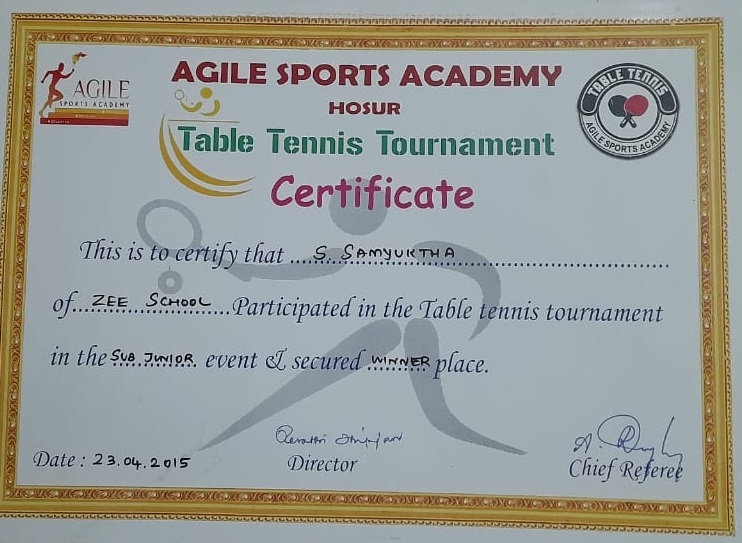 AGILE SPORTS ACADEMY
AGILE
SPORTS ACADEMY
HOSUR
TABLE TENNIS
AGILE SPORTS ACADEMY
Table Tennis Tournament
Certificate
This is to certify that ....S. SAMYUKTHA....
of....ZEE SCHOOL....Participated in the Table tennis tournament
in the SUB JUNIOR event & secured WINNER place.
Date : 23.04.2015
Director
Chief Referee